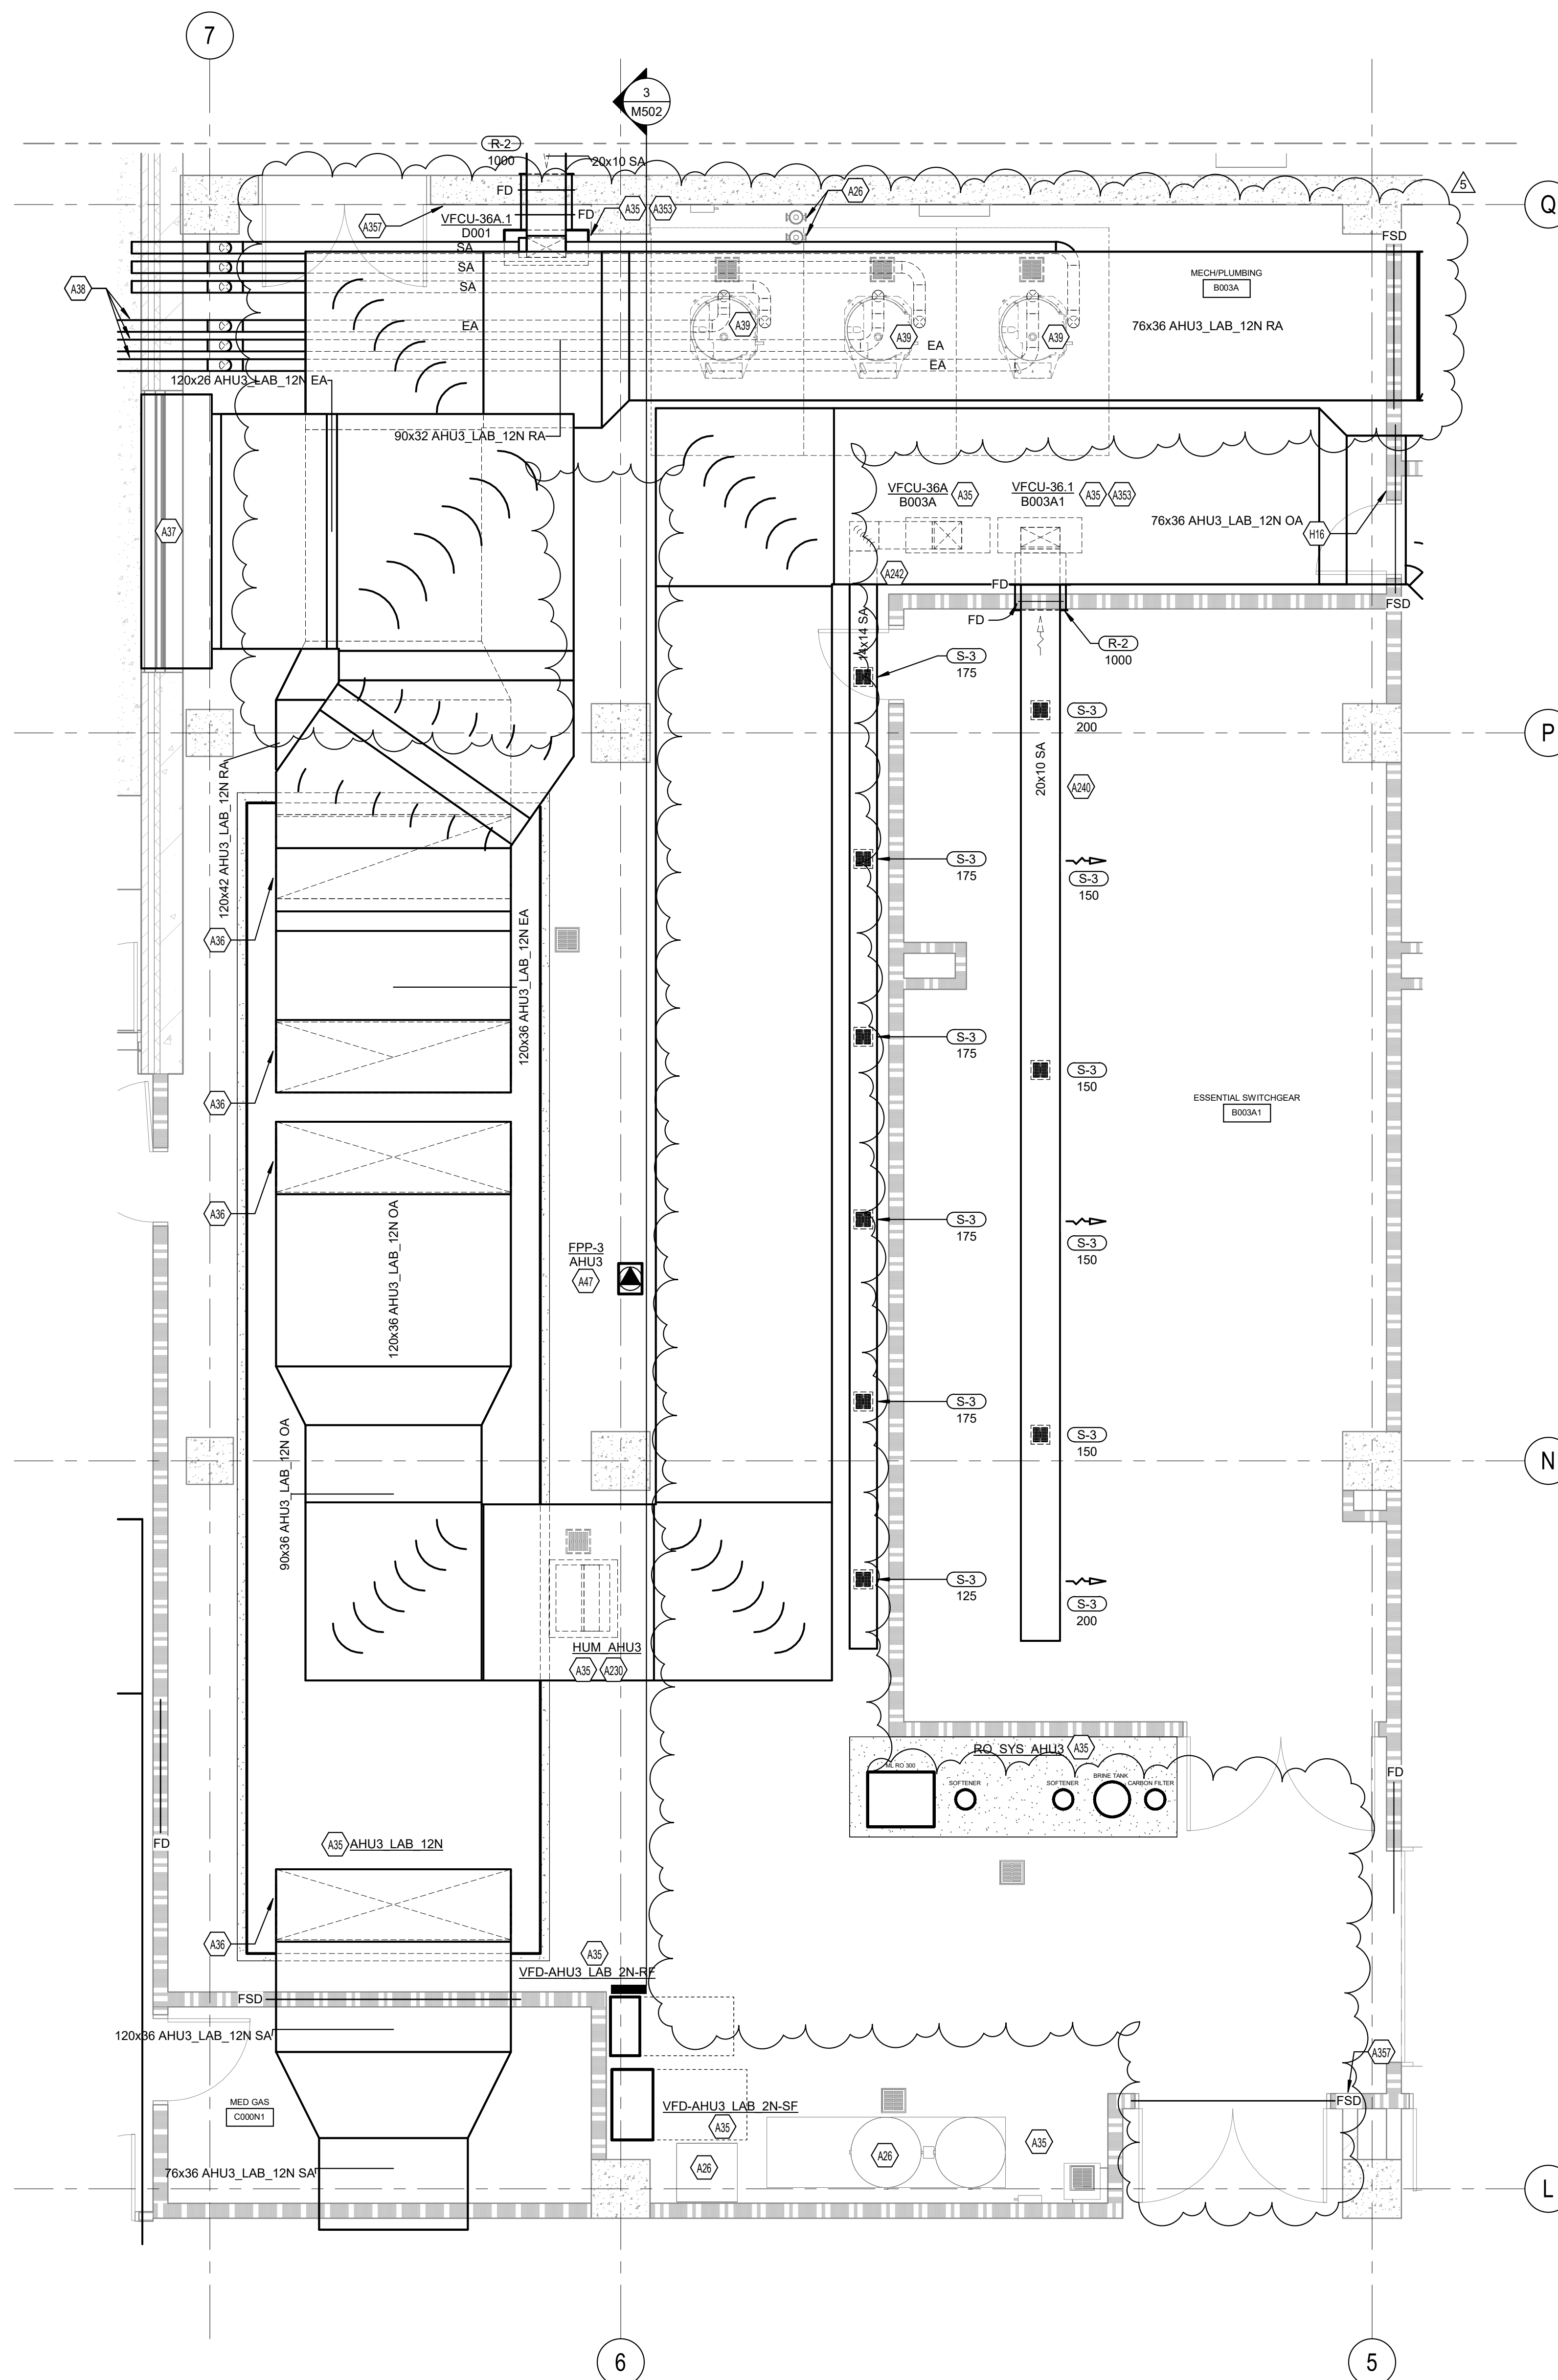 7
3
M502
R-2
1000
20x10 SA
5
FD
A26
A35
A353
Q
FD
A357
VFCU-36A.1
D001
FSD
SA
SA
MECH/PLUMBING
B003A
A38
SA
EA
A39
A39
A39
76x36 AHU3_LAB_12N RA
EA
EA
120x26 AHU3_LAB_12N EA
90x32 AHU3_LAB_12N RA
VFCU-36A
B003A
A35
VFCU-36.1
B003A1
A35
A353
76x36 AHU3_LAB_12N OA
A37
H16
A242
FD
FSD
FD
14x14 SA
R-2
1000
S-3
175
S-3
200
P
20x10 SA
A240
120x42 AHU3_LAB_12N RA
S-3
175
S-3
150
A36
120x36 AHU3_LAB_12N EA
S-3
175
S-3
150
A36
ESSENTIAL SWITCHGEAR
B003A1
A36
120x36 AHU3_LAB_12N OA
S-3
175
S-3
150
FPP-3
AHU3
A47
S-3
175
S-3
150
N
90x36 AHU3_LAB_12N OA
S-3
125
S-3
200
HUM_AHU3
A35
A230
RO_SYS_AHU3
A35
ML RO 300
SOFTENER
SOFTENER
BRINE TANK
CARBON FILTER
FD
FD
A35
AHU3_LAB_12N
A36
A35
VFD-AHU3_LAB_2N-RF
FSD
120x36 AHU3_LAB_12N SA
A357
MED GAS
C000N1
FSD
VFD-AHU3_LAB_2N-SF
A35
A35
A26
A26
76x36 AHU3_LAB_12N SA
L
6
5